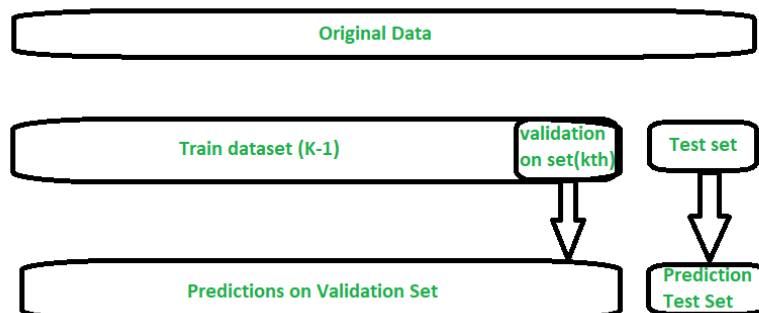 Original Data
Train dataset (K-1)
validation
on set(kth)
Test set
Predictions on Validation Set
Prediction
Test Set